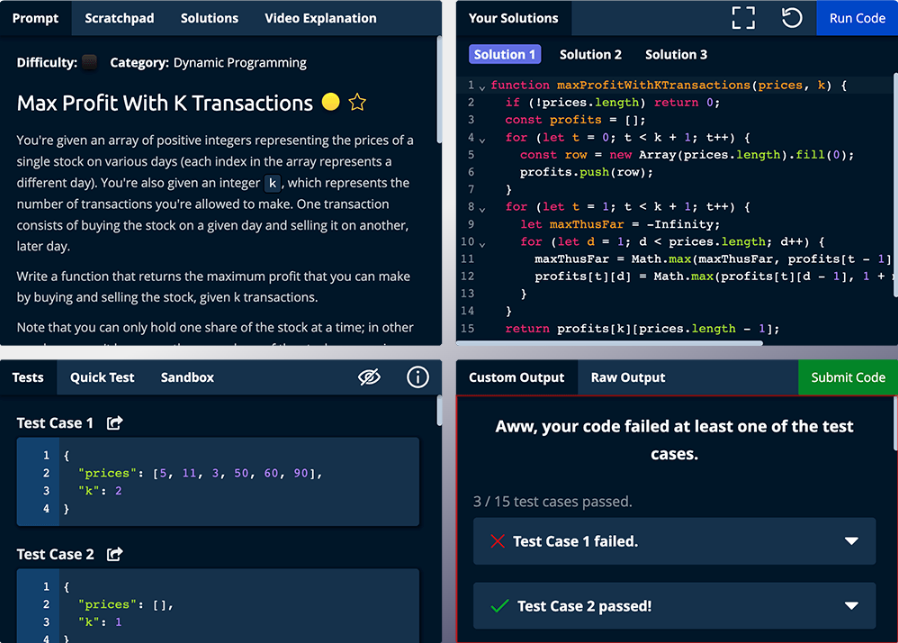 Prompt Scratchpad Solutions Video Explanation
Difficulty: Category: Dynamic Programming
Max Profit With K Transactions
You're given an array of positive integers representing the prices of a
single stock on various days (each index in the array represents a
different day). You're also given an integer k, which represents the
number of transactions you're allowed to make. One transaction
consists of buying the stock on a given day and selling it on another,
later day.
Write a function that returns the maximum profit that you can make
by buying and selling the stock, given k transactions.
Note that you can only hold one share of the stock at a time; in other
Your Solutions Run Code
Solution 1 Solution 2 Solution 3
1 function maxProfitWithKTransactions(prices, k) {
2 if (!prices.length) return 0;
3 const profits = [];
4 for (let t = 0; t < k + 1; t++) {
5 const row = new Array(prices.length).fill(0);
6 profits.push(row);
7 }
8 for (let t = 1; t < k + 1; t++) {
9 let maxThusFar = -Infinity;
10 for (let d = 1; d < prices.length; d++) {
11 maxThusFar = Math.max(maxThusFar, profits[t - 1]
12 profits[t][d] = Math.max(profits[t][d - 1], 1 +
13 }
14 }
15 return profits[k][prices.length - 1];
Tests Quick Test Sandbox
Test Case 1
1 {
2 "prices": [5, 11, 3, 50, 60, 90],
3 "k": 2
4 }
Test Case 2
1 {
2 "prices": [],
3 "k": 1
4 }
Custom Output Raw Output Submit Code
Aww, your code failed at least one of the test
cases.
3 / 15 test cases passed.
Test Case 1 failed.
Test Case 2 passed!